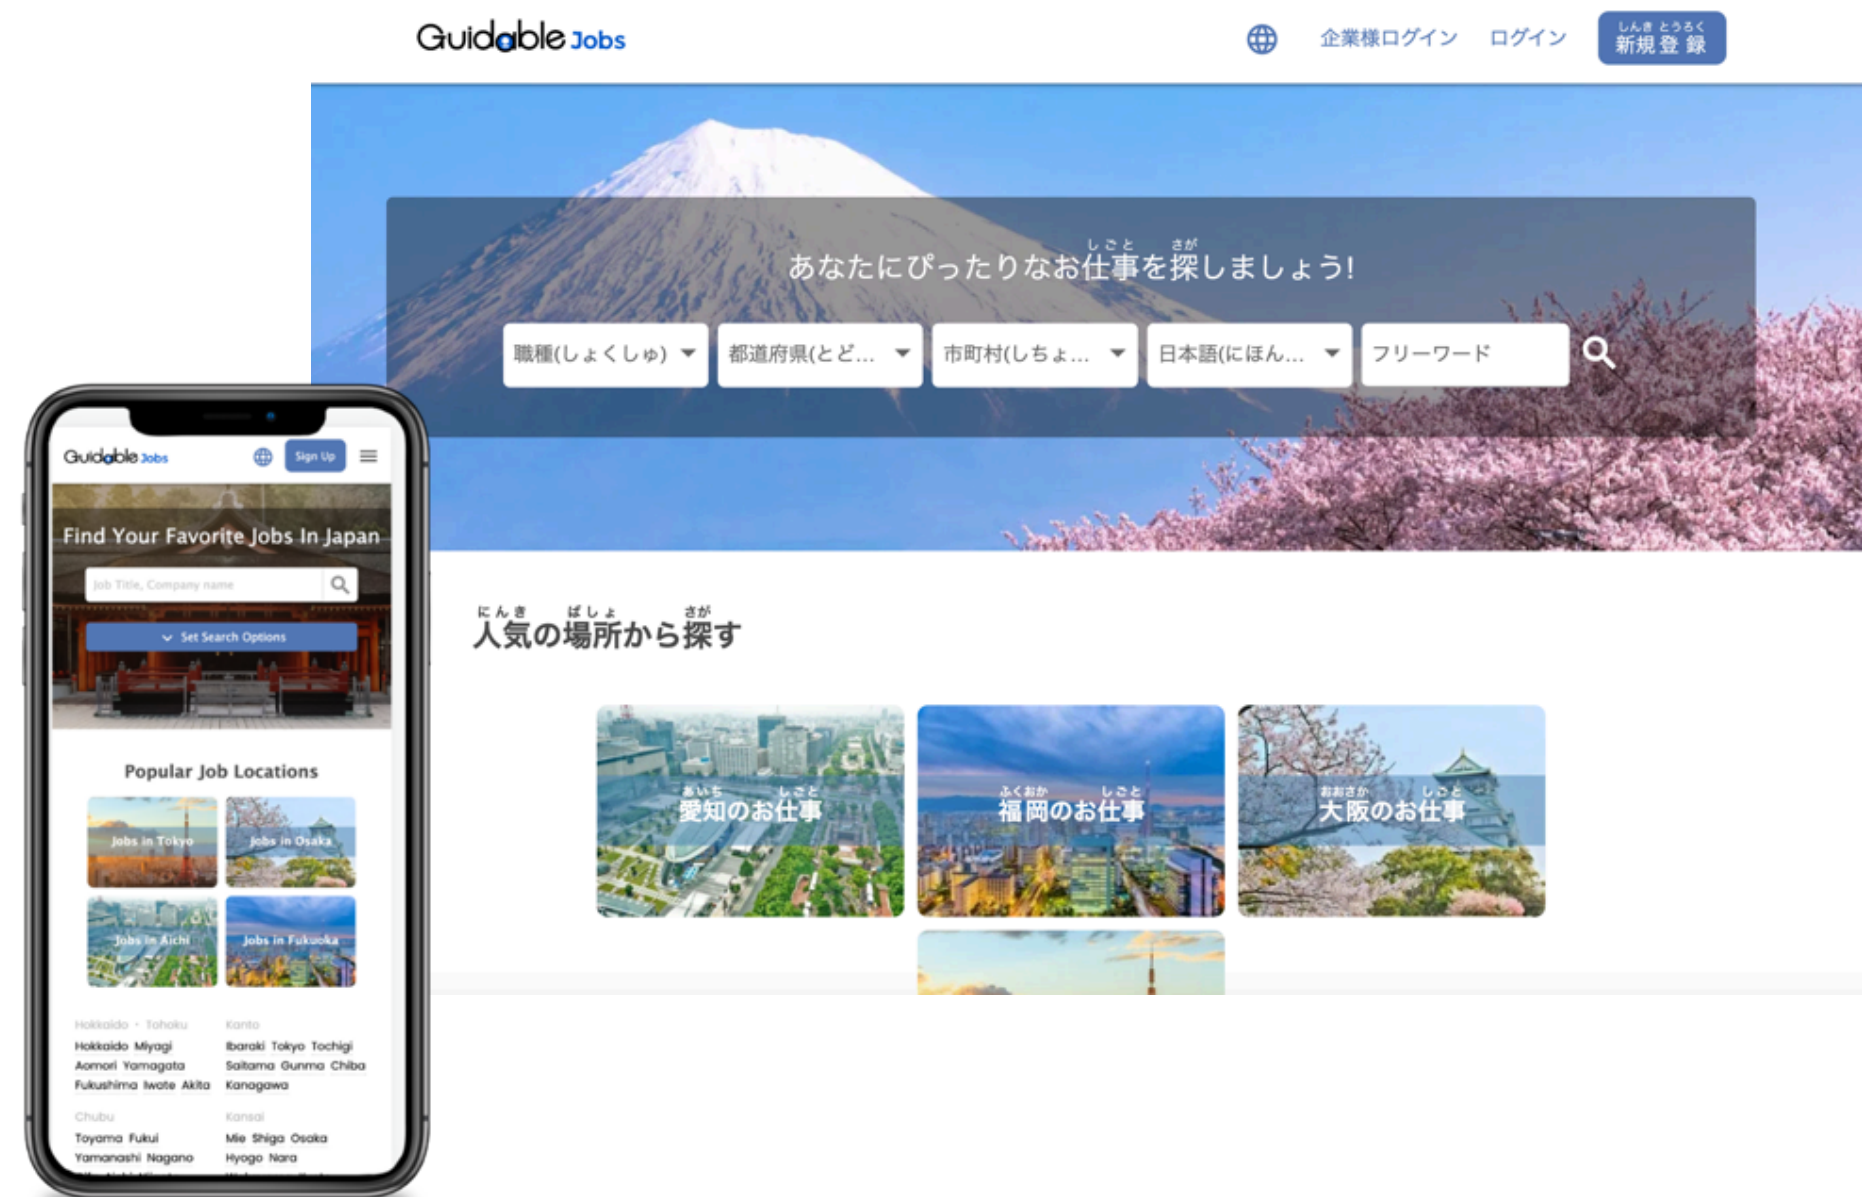 Guidable Jobs
企業様ログイン
ログイン
しんき とうろく
新規登録
しごと さが
あなたにぴったりなお仕事を探しましょう!
職種(しょくしゅ)
都道府県(とど...
市町村(しちょ...
日本語(にほん...
フリーワード
にんき ばしょ さが
人気の場所から探す
あいち しごと
愛知のお仕事
ふくおか しごと
福岡のお仕事
おおさか しごと
大阪のお仕事
Guidable Jobs
Sign Up
Find Your Favorite Jobs In Japan
Job Title, Company name
Set Search Options
Popular Job Locations
Jobs in Tokyo
Jobs in Osaka
Jobs in Aichi
Jobs in Fukuoka
Hokkaido・Tohoku
Hokkaido Miyagi
Aomori Yamagata
Fukushima Iwate Akita
Kanto
Ibaraki Tokyo Tochigi
Saitama Gunma Chiba
Kanagawa
Chubu
Toyama Fukui
Yamanashi Nagano
Kansai
Mie Shiga Osaka
Hyogo Nara